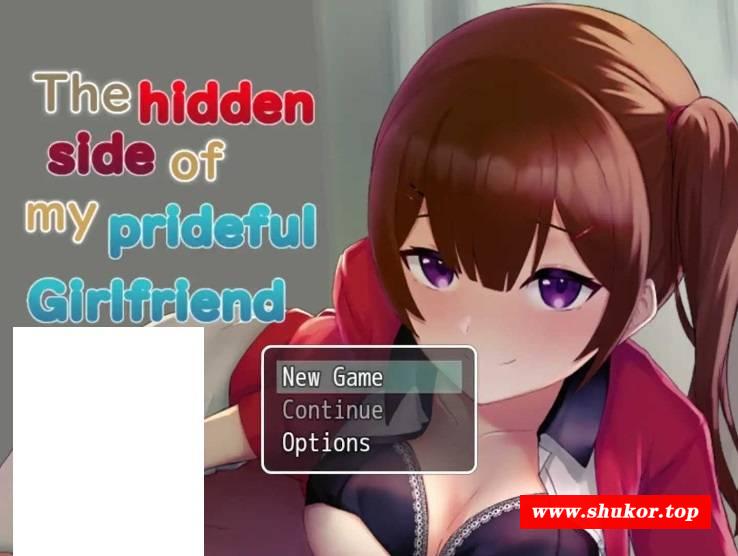 The hidden
side of
my prideful
Girlfriend
New Game
Continue
Options
www.shukor.top